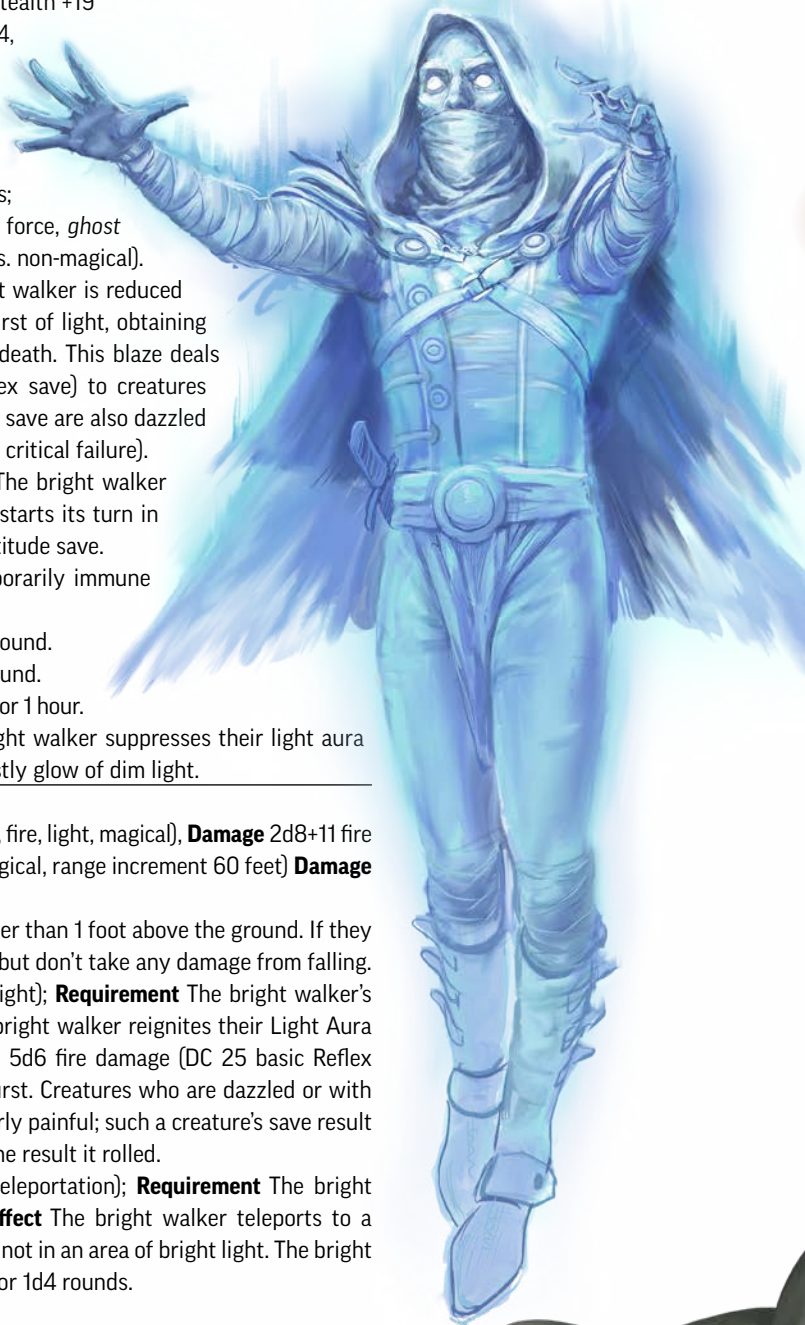 Stealth +19
4,
s;
force, ghost
s. non-magical).
t walker is reduced
rst of light, obtaining
death. This blaze deals
ex save) to creatures
save are also dazzled
critical failure).
The bright walker
starts its turn in
titude save.
porarily immune
ound.
und.
or 1 hour.
ght walker suppresses their light aura
stly glow of dim light.
, fire, light, magical), Damage 2d8+11 fire
gical, range increment 60 feet) Damage
er than 1 foot above the ground. If they
but don't take any damage from falling.
ight); Requirement The bright walker's
bright walker reignites their Light Aura
5d6 fire damage (DC 25 basic Reflex
urst. Creatures who are dazzled or with
rly painful; such a creature's save result
he result it rolled.
teleportation); Requirement The bright
ffect The bright walker teleports to a
not in an area of bright light. The bright
or 1d4 rounds.